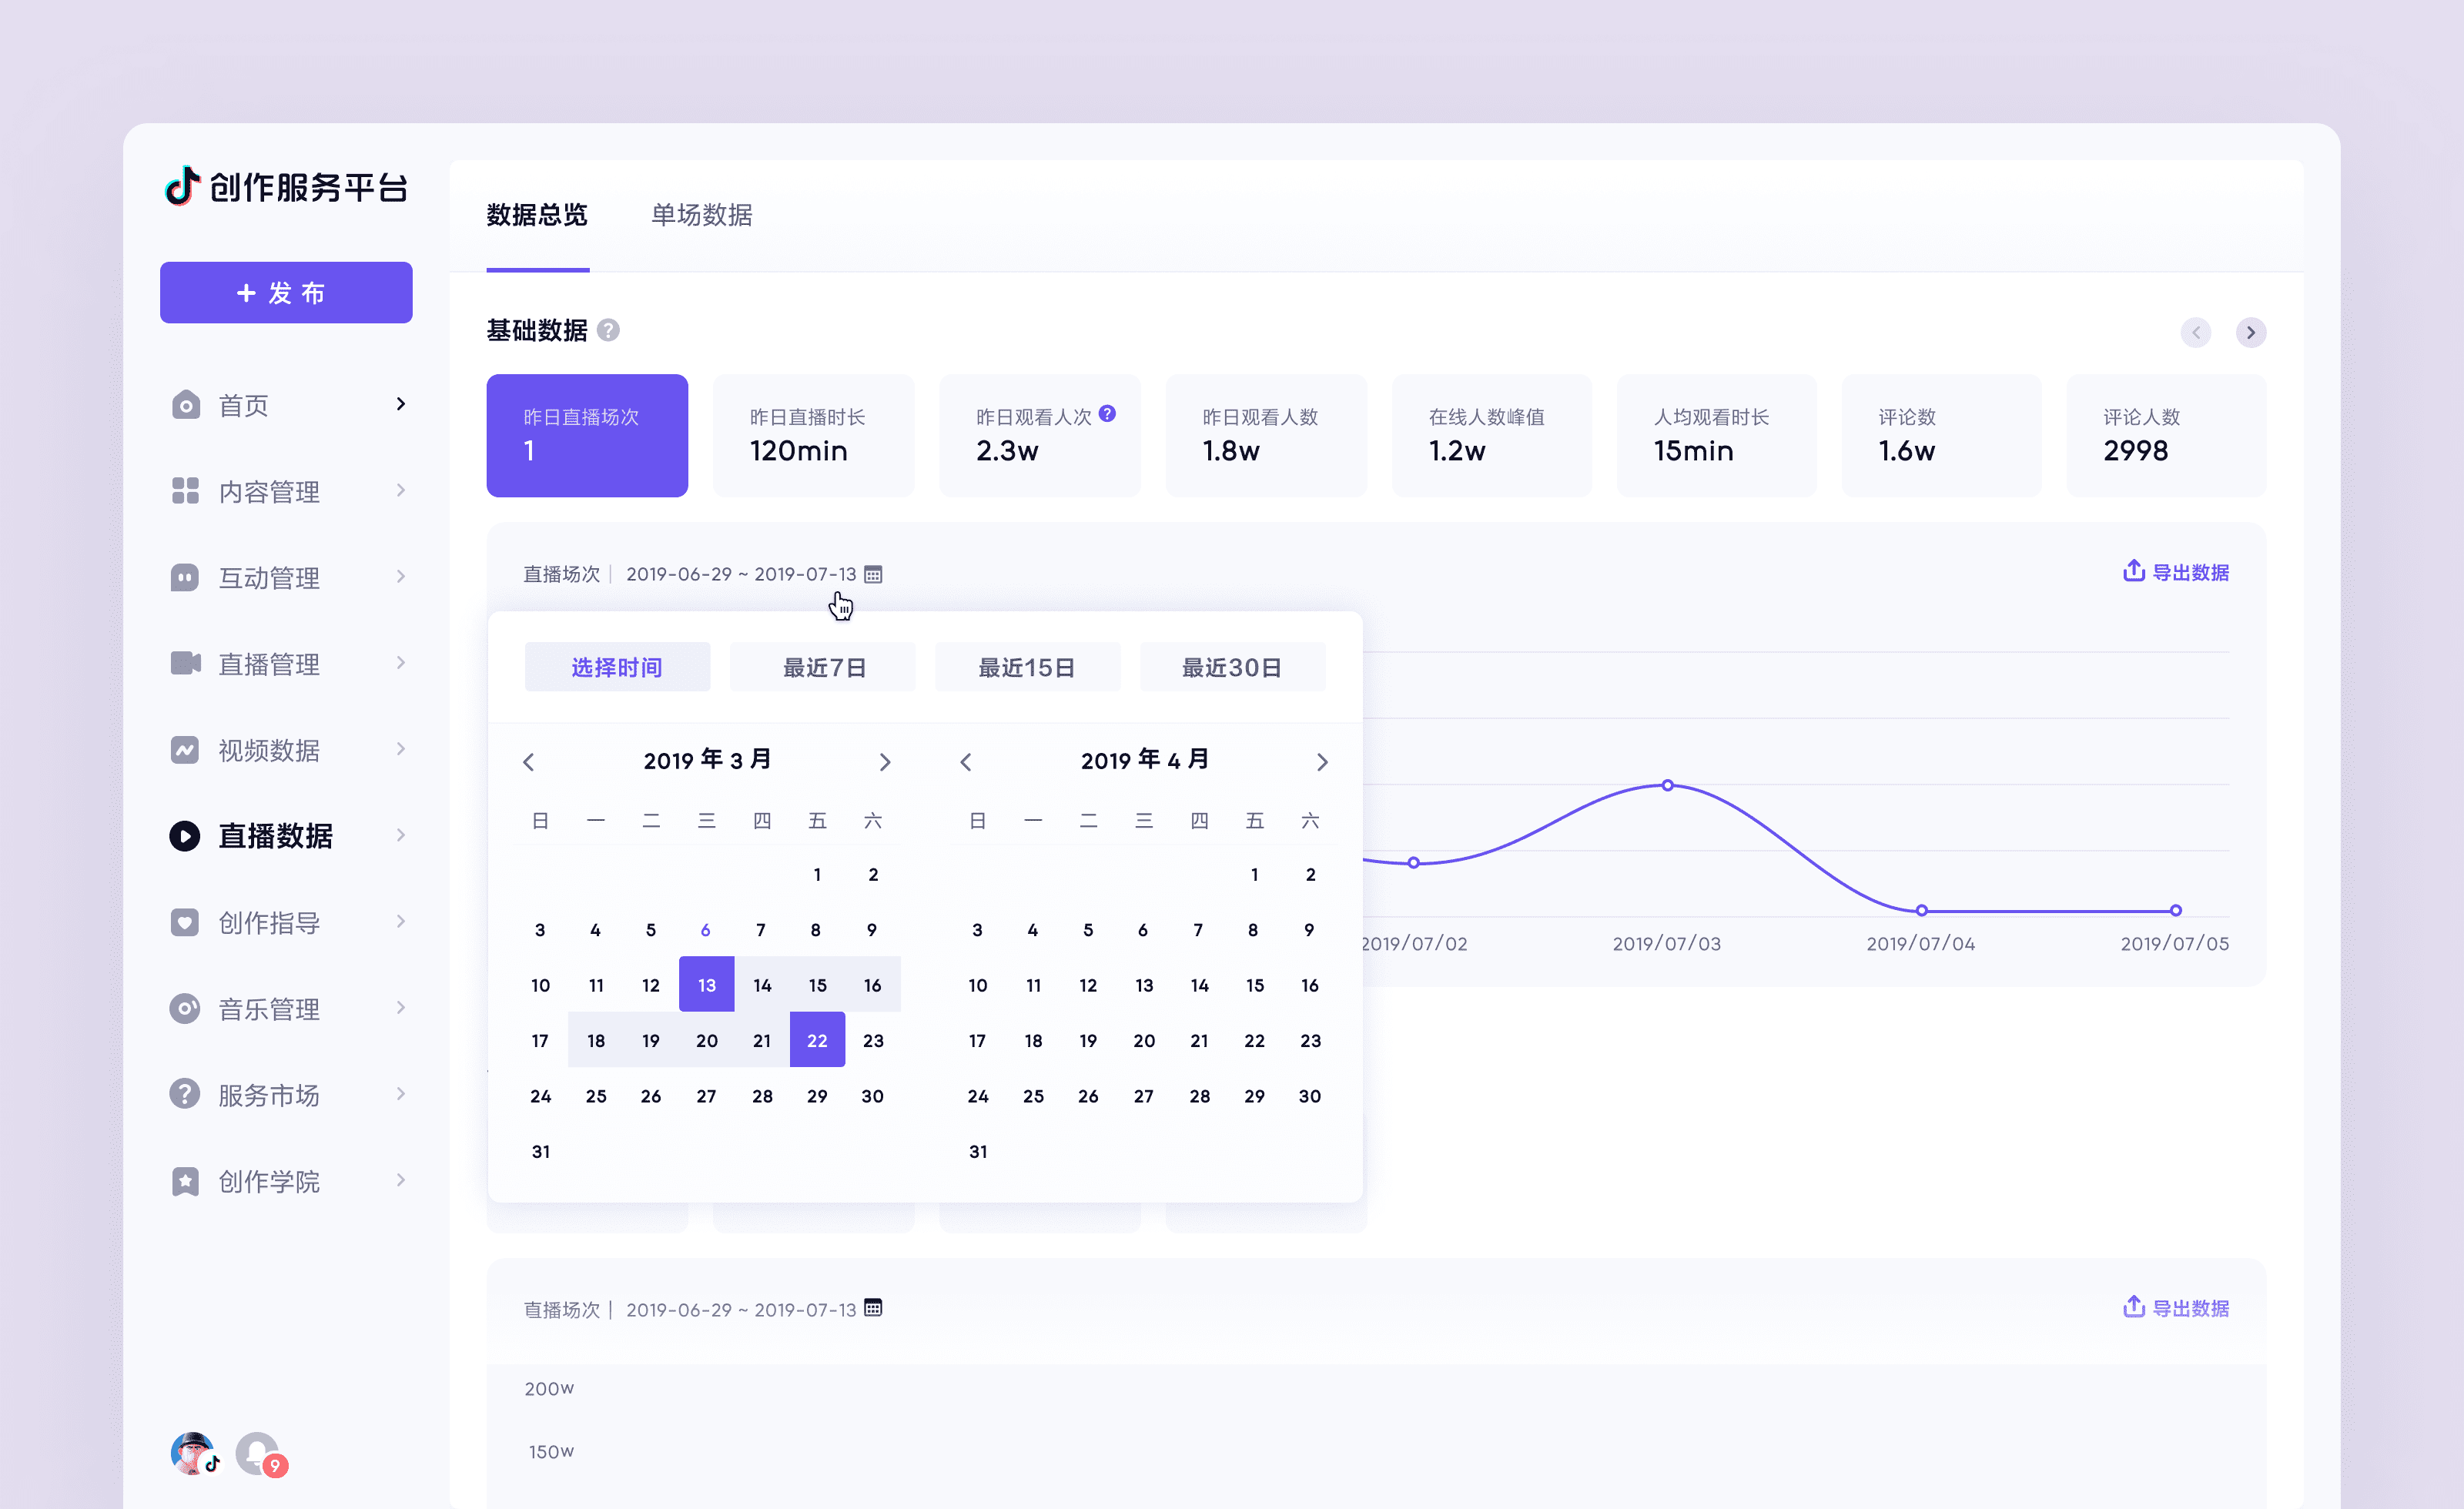 创作服务平台
+ 发 布
首页
内容管理
互动管理
直播管理
视频数据
直播数据
创作指导
音乐管理
服务市场
创作学院
9
数据总览 单场数据
基础数据 ?
昨日直播场次
1
昨日直播时长
120min
昨日观看人次 ?
2.3w
昨日观看人数
1.8w
在线人数峰值
1.2w
人均观看时长
15min
评论数
1.6w
评论人数
2998
直播场次 | 2019-06-29 ~ 2019-07-13
导出数据
选择时间 最近7日 最近15日 最近30日
2019 年 3 月
日 一 二 三 四 五 六
1 2
3 4 5 6 7 8 9
10 11 12 13 14 15 16
17 18 19 20 21 22 23
24 25 26 27 28 29 30
31
2019 年 4 月
日 一 二 三 四 五 六
1 2
3 4 5 6 7 8 9
10 11 12 13 14 15 16
17 18 19 20 21 22 23
24 25 26 27 28 29 30
31
2019/07/02 2019/07/03 2019/07/04 2019/07/05
直播场次 | 2019-06-29 ~ 2019-07-13
导出数据
200w
150w